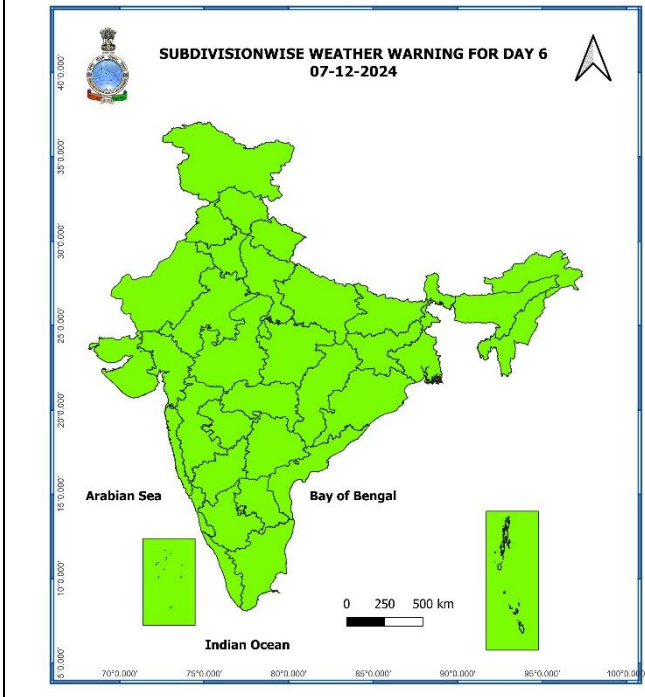 SUBDIVISIONWISE WEATHER WARNING FOR DAY 6
07-12-2024
40°0.000'
35°0.000'
30°0.000'
25°0.000'
20°0.000'
15°0.000'
10°0.000'
5°0.000'
Arabian Sea
Bay of Bengal
0 250 500 km
Indian Ocean
70°0.000' 75°0.000' 80°0.000' 85°0.000' 90°0.000' 95°0.000' 100°0.000'